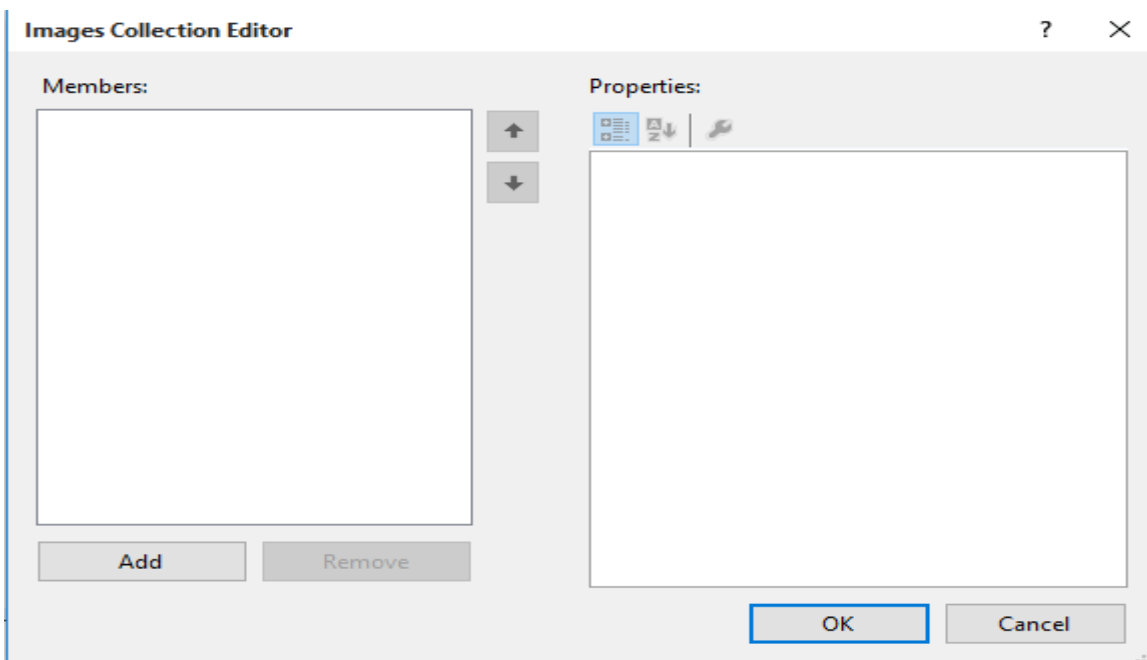 Images Collection Editor
?
Members:
Properties:
Add
Remove
OK
Cancel